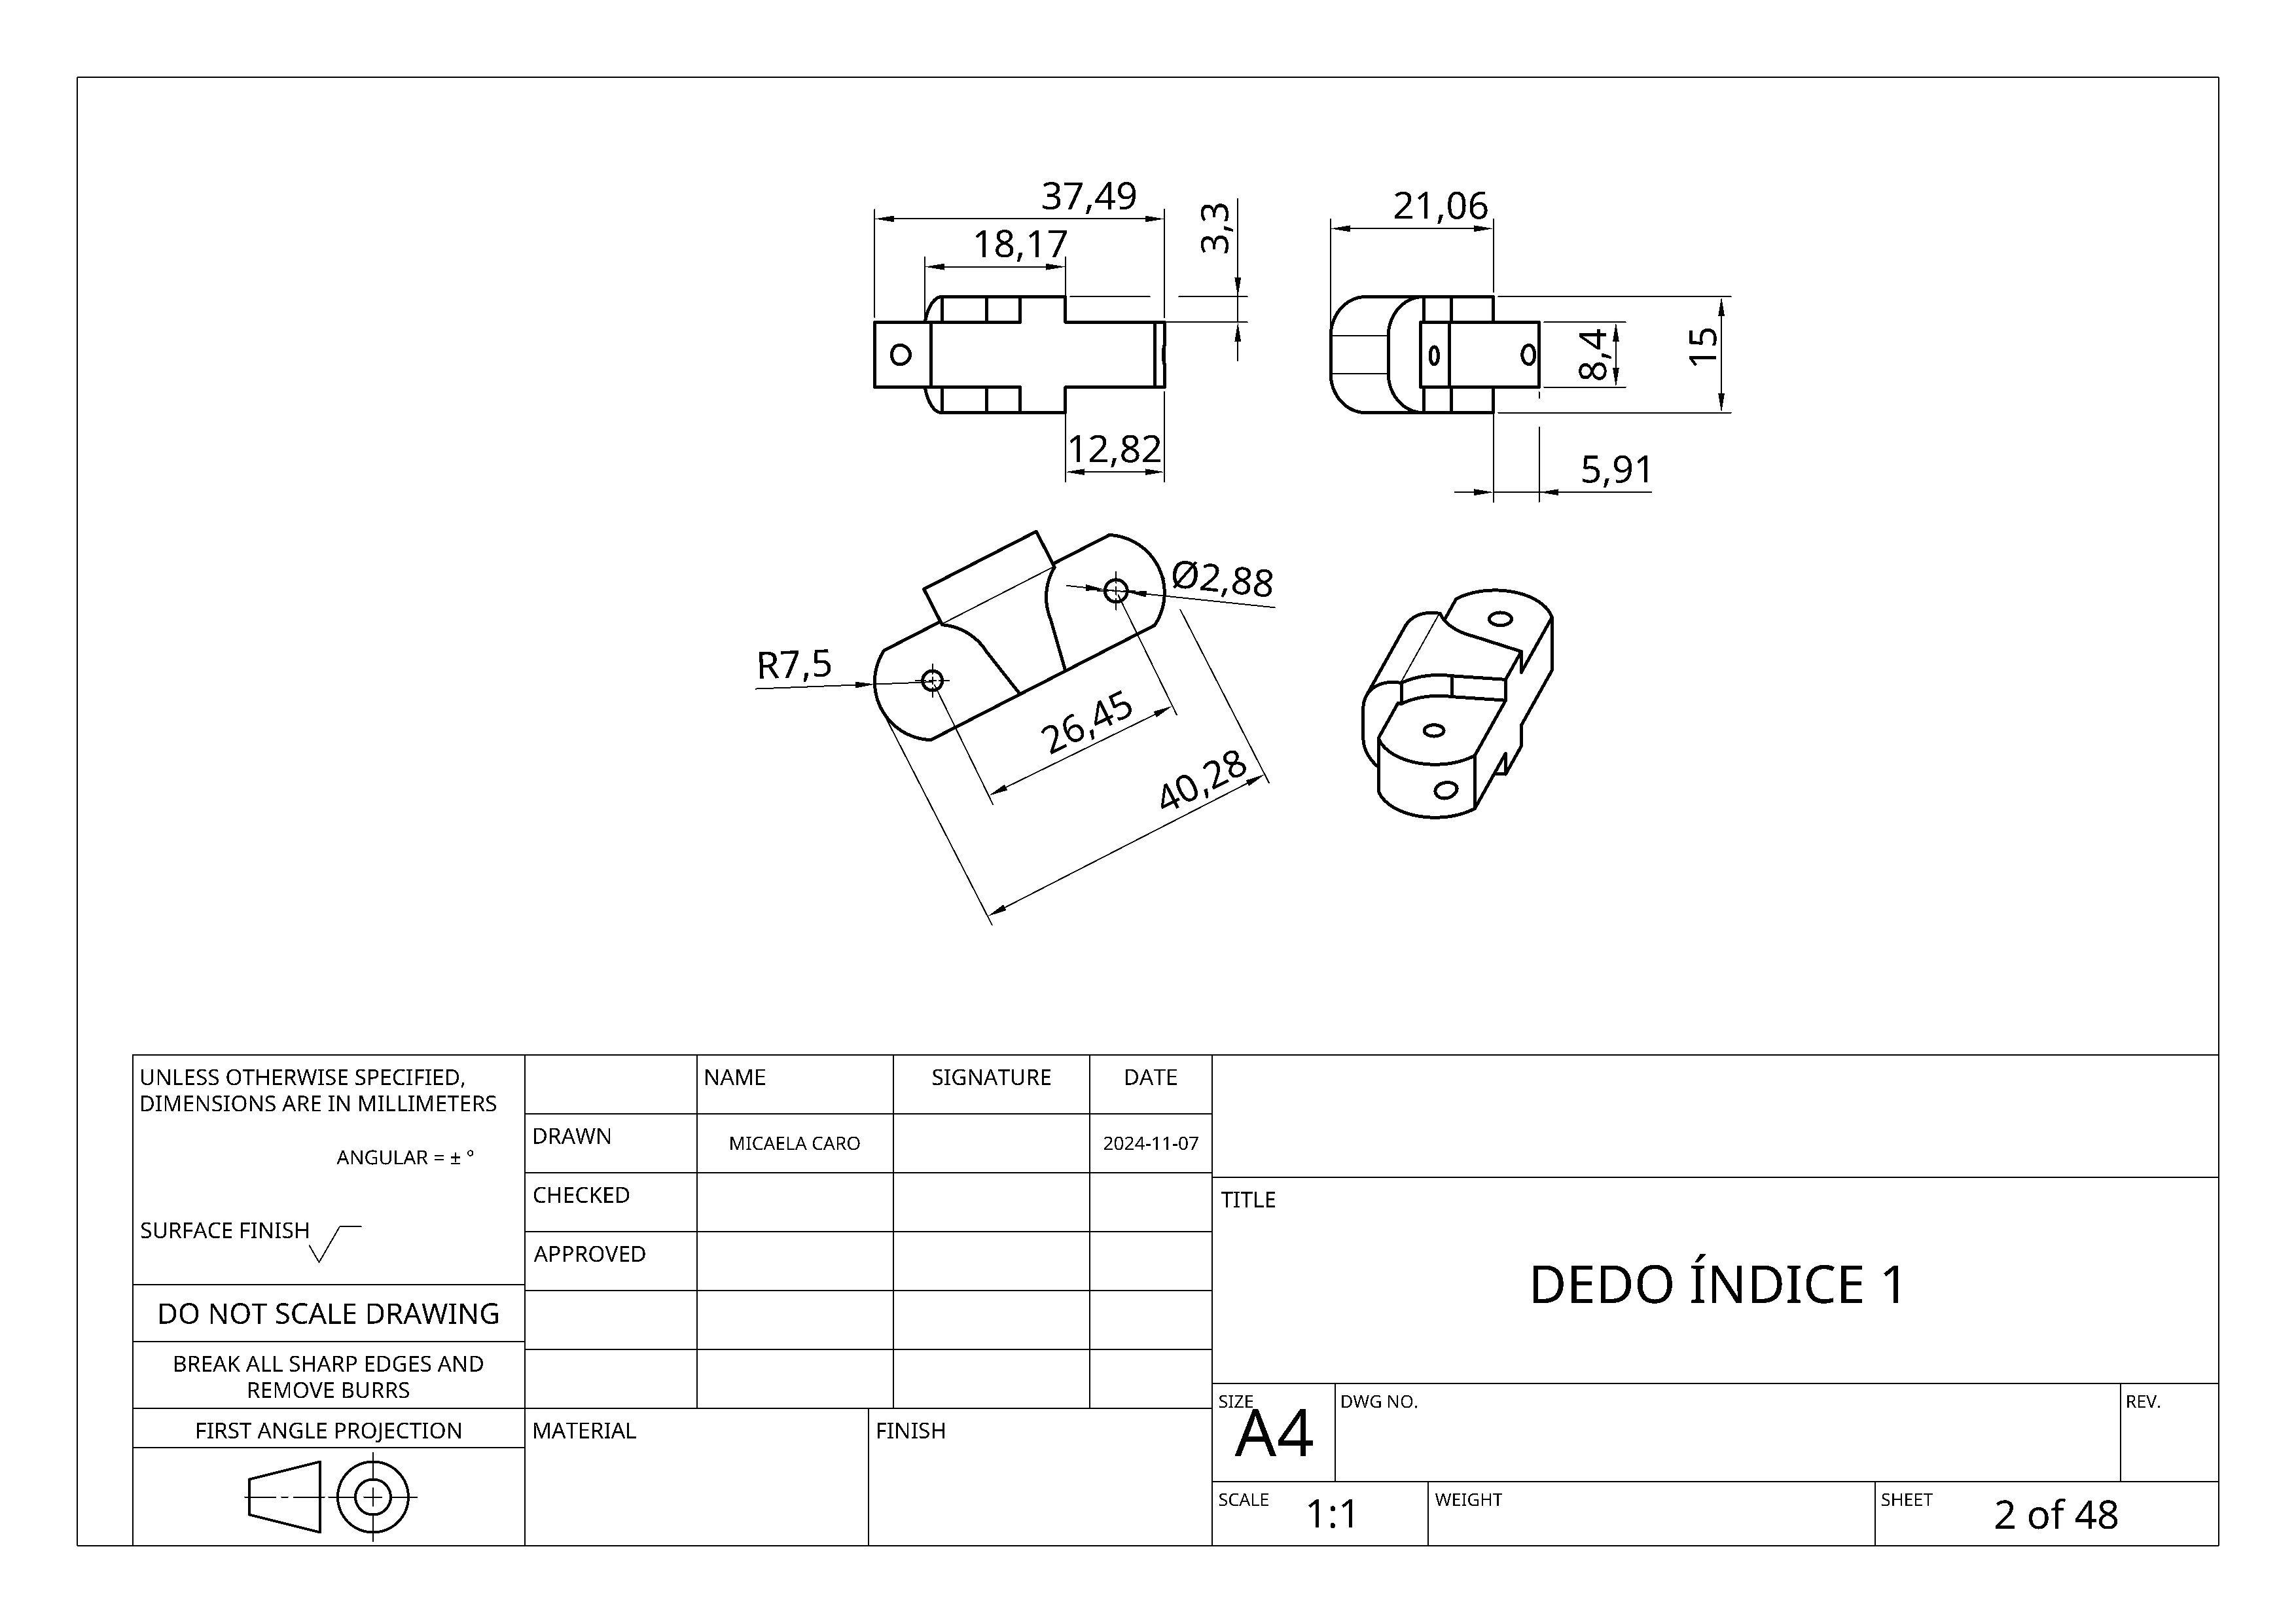 37,49
18,17
3,3
21,06
8,4
15
12,82
5,91
Ø2,88
R7,5
26,45
40,28
UNLESS OTHERWISE SPECIFIED,
DIMENSIONS ARE IN MILLIMETERS
ANGULAR = ± °
SURFACE FINISH
DO NOT SCALE DRAWING
BREAK ALL SHARP EDGES AND
REMOVE BURRS
FIRST ANGLE PROJECTION
NAME
SIGNATURE
DATE
DRAWN
MICAELA CARO
2024-11-07
CHECKED
APPROVED
MATERIAL
FINISH
TITLE
DEDO ÍNDICE 1
SIZE
A4
DWG NO.
REV.
SCALE
1:1
WEIGHT
SHEET
2 of 48